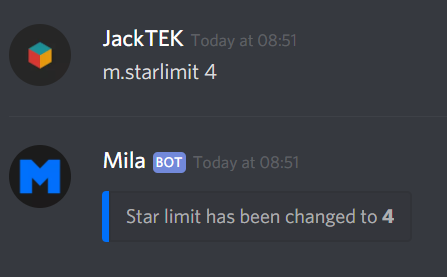 JackTEK Today at 08:51
m.starlimit 4
Mila BOT Today at 08:51
Star limit has been changed to 4